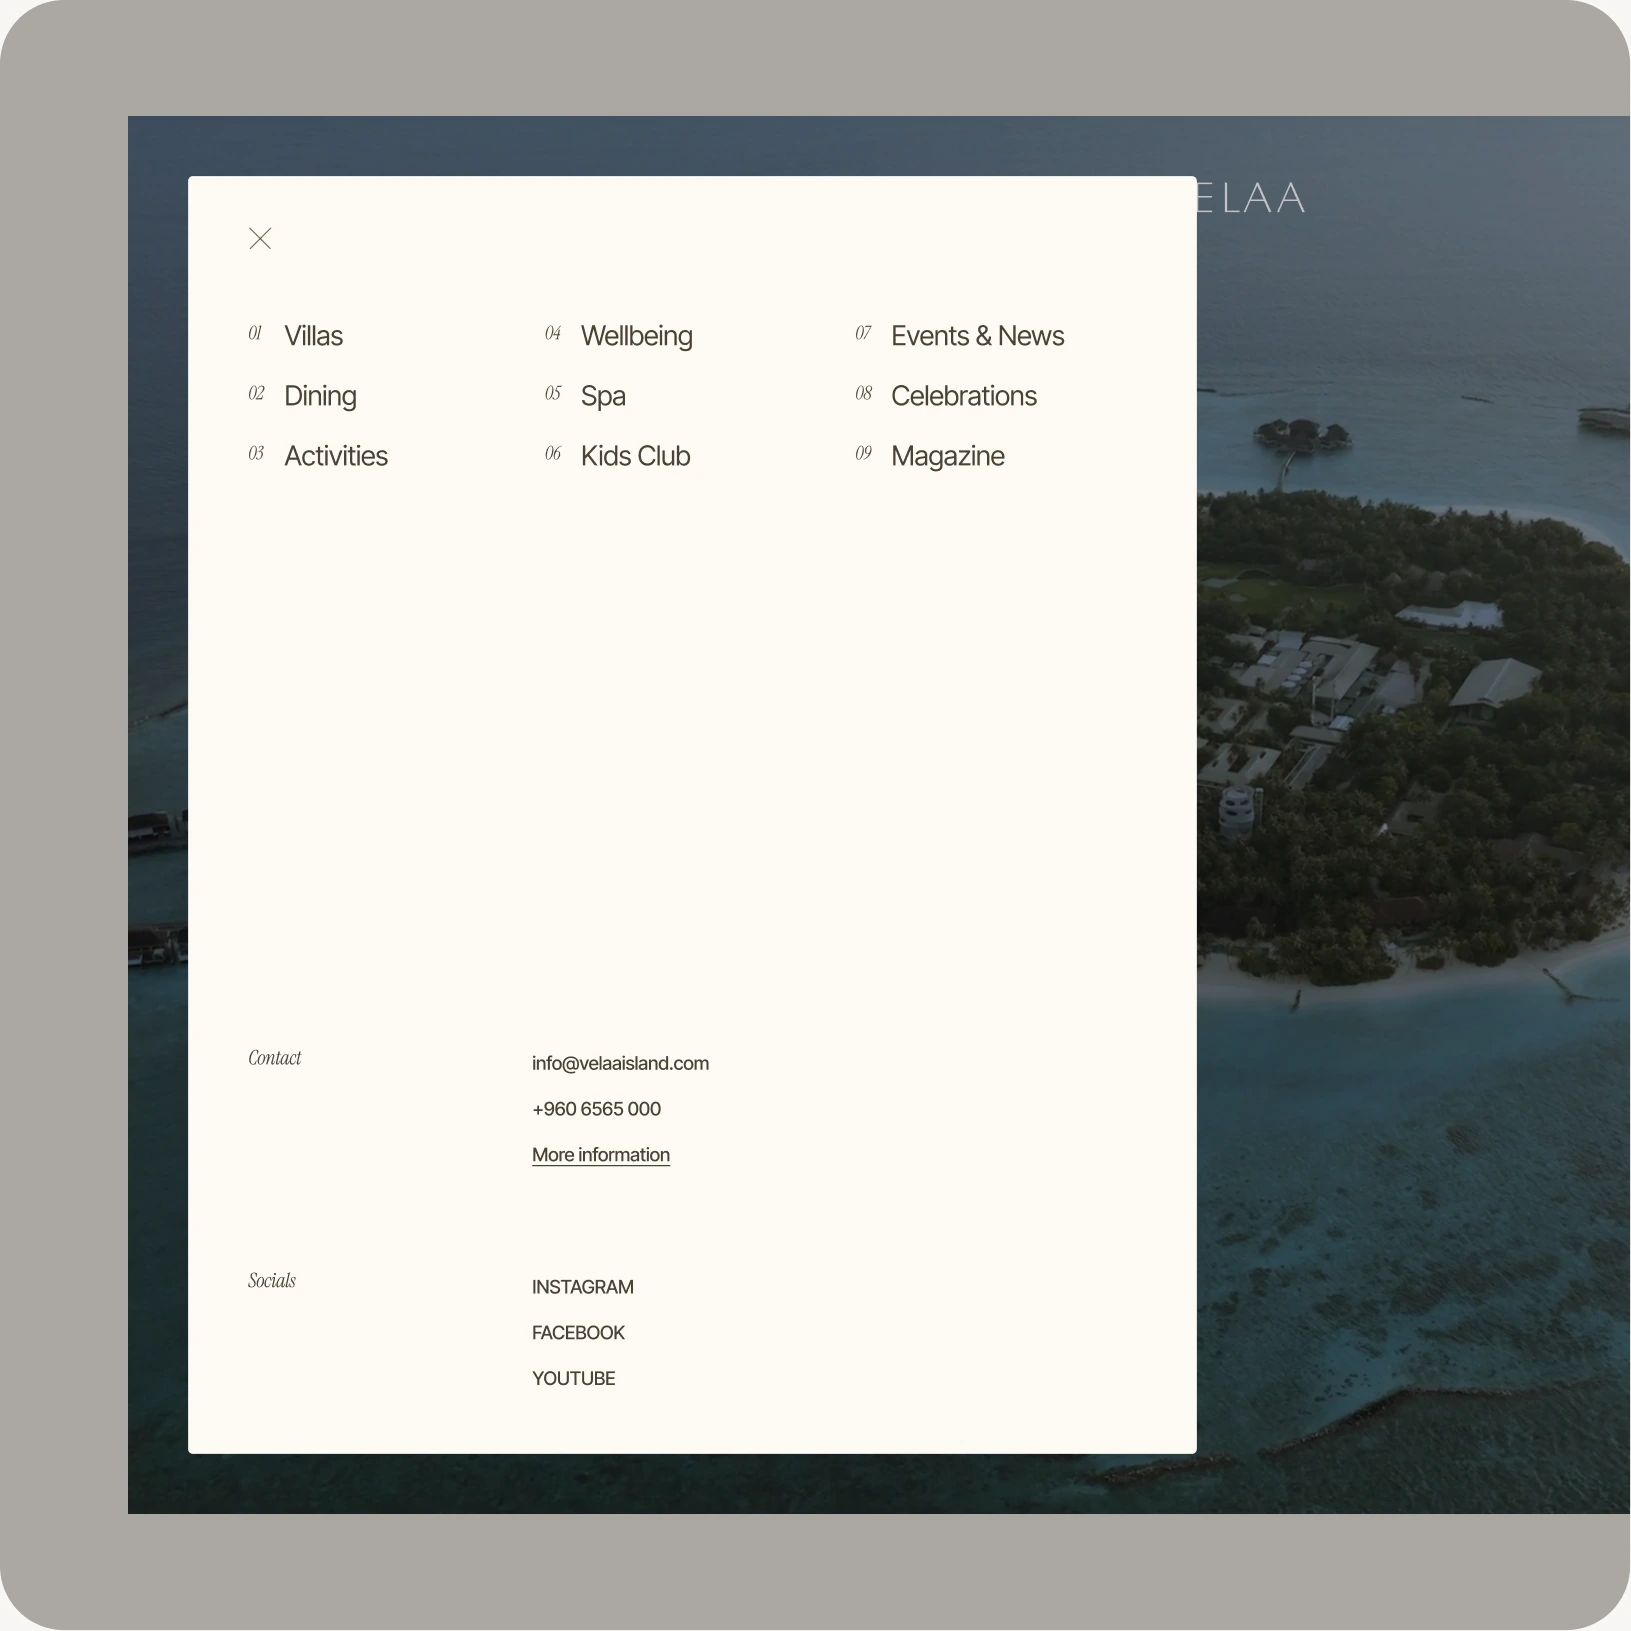 ELAA
01 Villas
02 Dining
03 Activities
04 Wellbeing
05 Spa
06 Kids Club
07 Events & News
08 Celebrations
09 Magazine
Contact
info@velaaisland.com
+960 6565 000
More information
Socials
INSTAGRAM
FACEBOOK
YOUTUBE